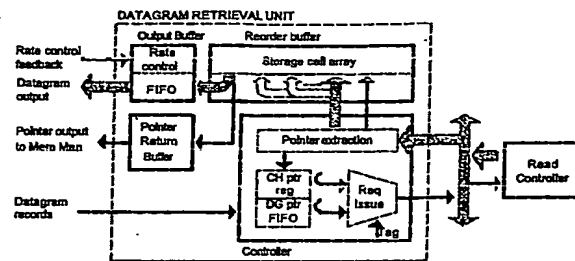 DATAGRAM RETRIEVAL UNIT
Output Buffer
Reorder buffer
Rate control
feedback
Rate
control
Storage cell array
Datagram
output
FIFO
Pointer output
to Mem Man
Pointer
Return
Buffer
Pointer extraction
Read
Controller
CH ptr
reg
Req
Issue
DG ptr
FIFO
Datagram
records
tag
Controller